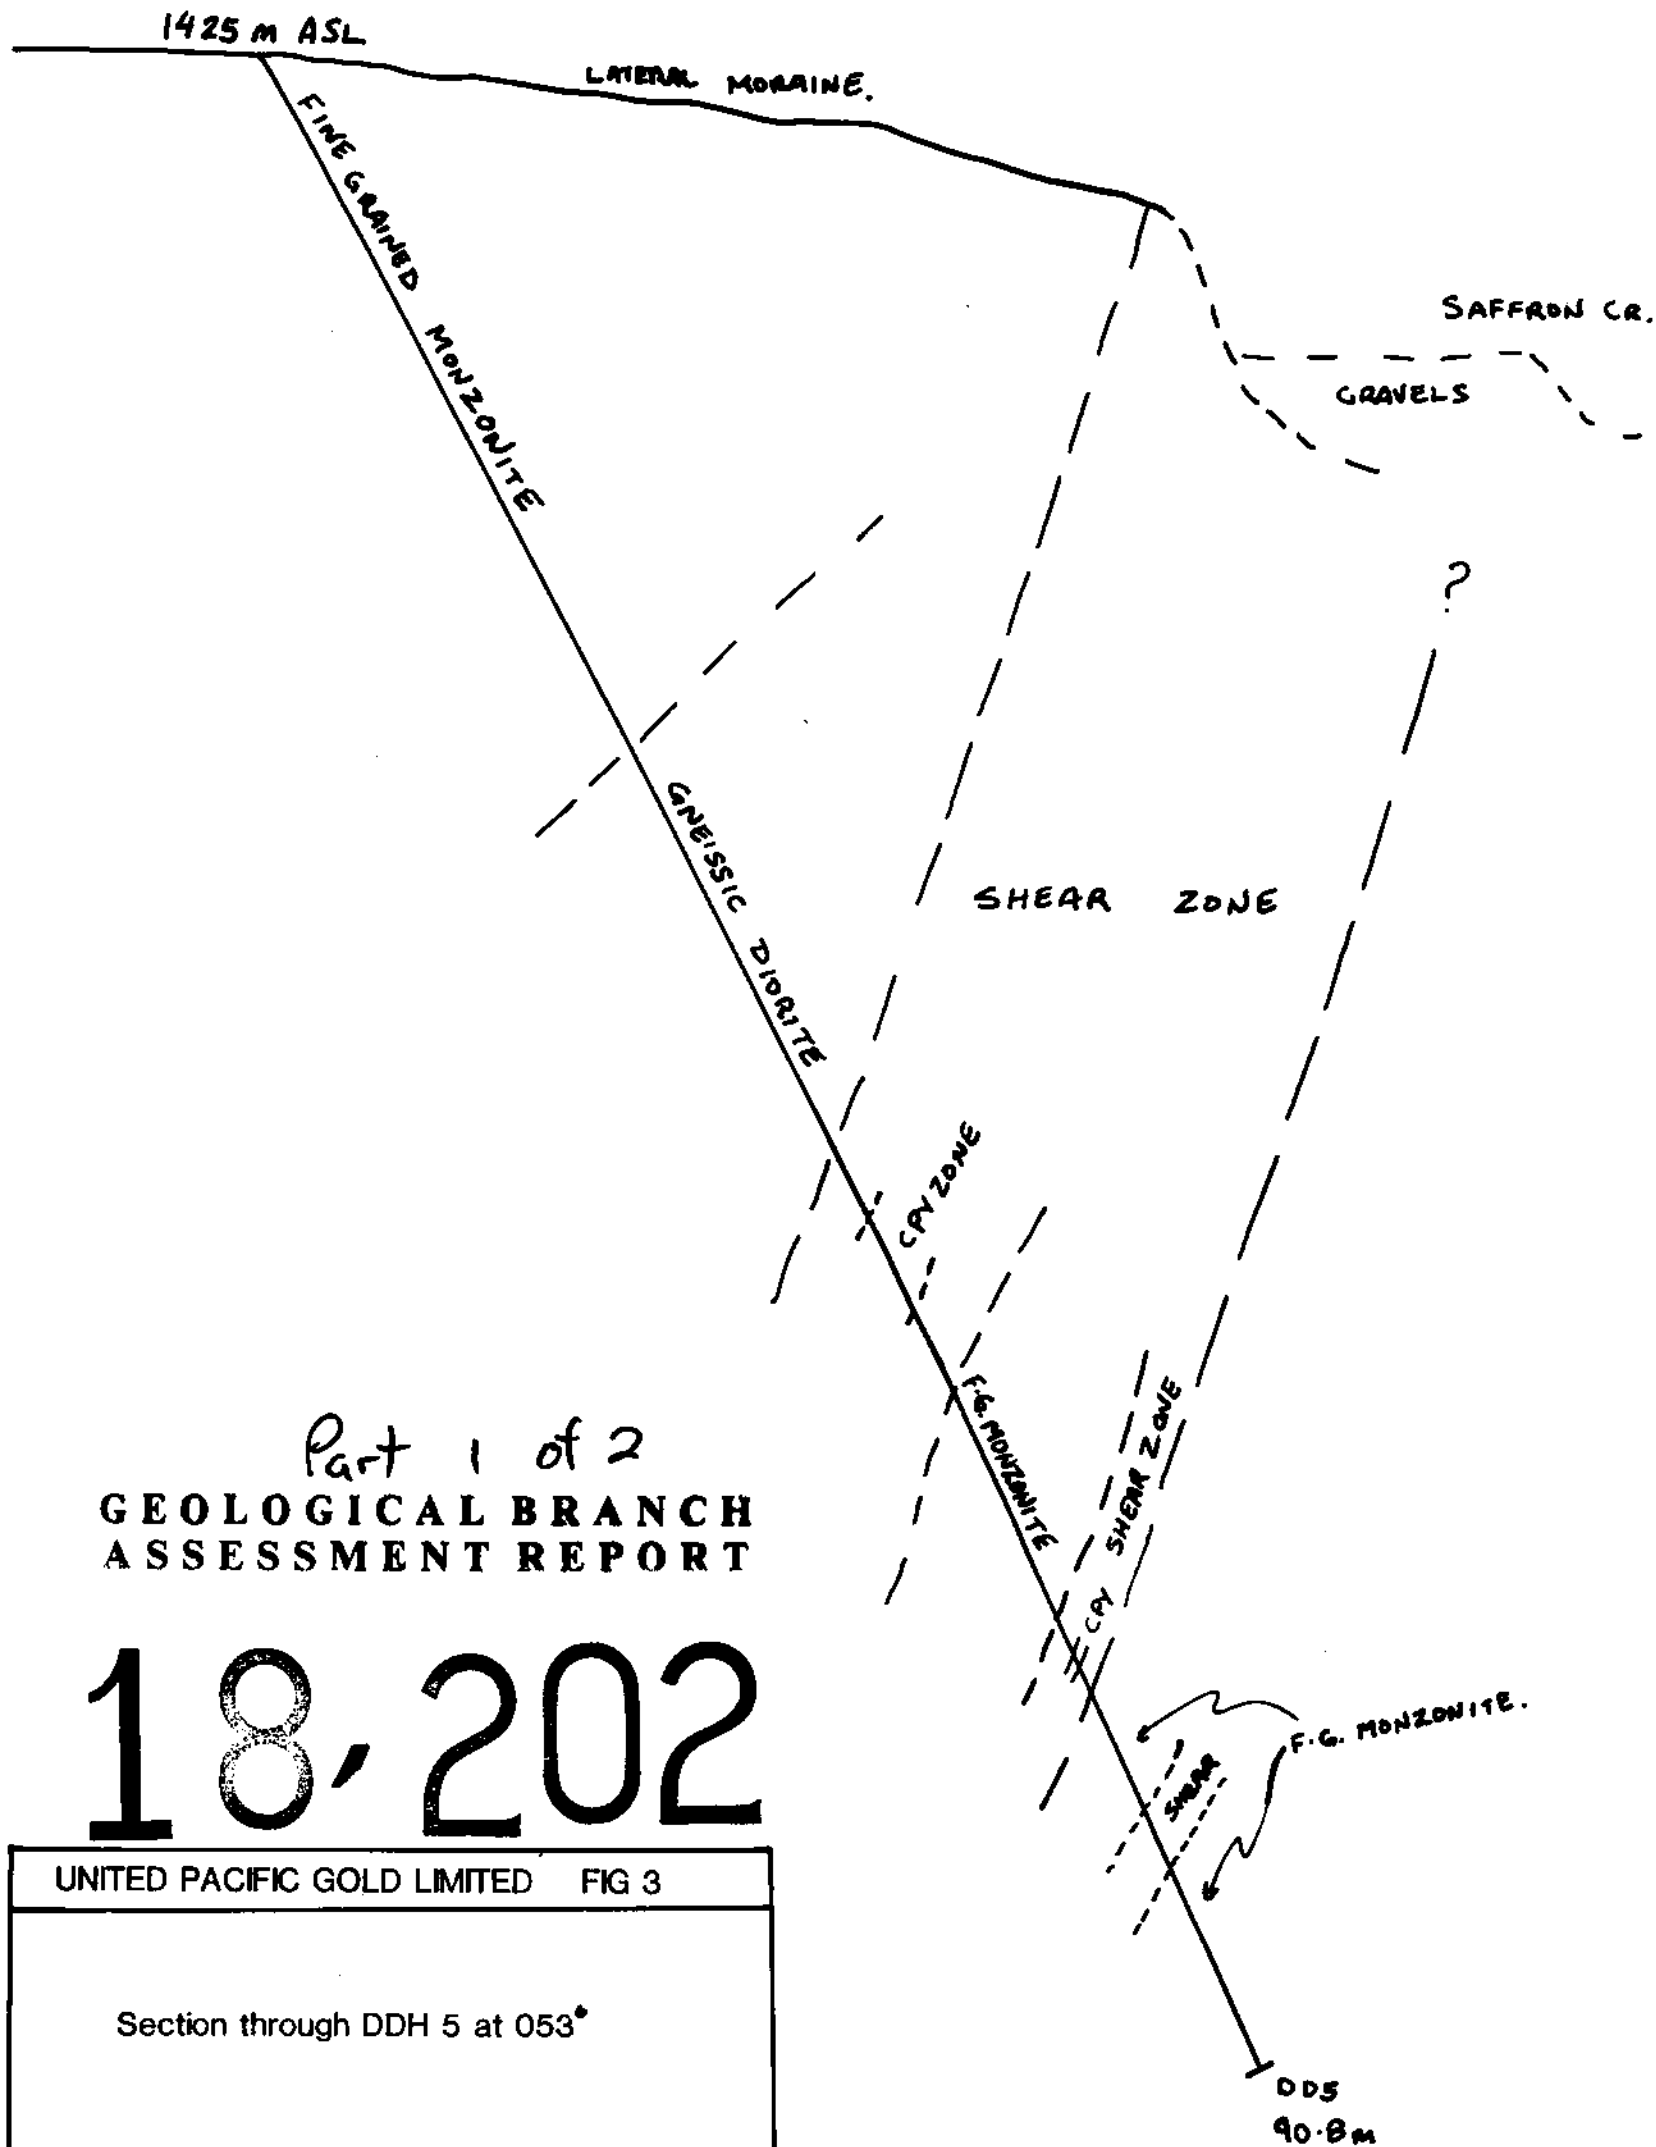 1425 m ASL
LATERAL MORAINE.
FINE GRAINED MONZONITE
SAFFRON CR.
GRAVELS
?
GNEISSIC DIORITE
SHEAR ZONE
CPY ZONE
F.G. MONZONITE
CPY SHEAR ZONE
SHEAR
F.G. MONZONITE.
DD5
90.8m
Part 1 of 2
GEOLOGICAL BRANCH
ASSESSMENT REPORT
18,202
UNITED PACIFIC GOLD LIMITED FIG 3
Section through DDH 5 at 053°